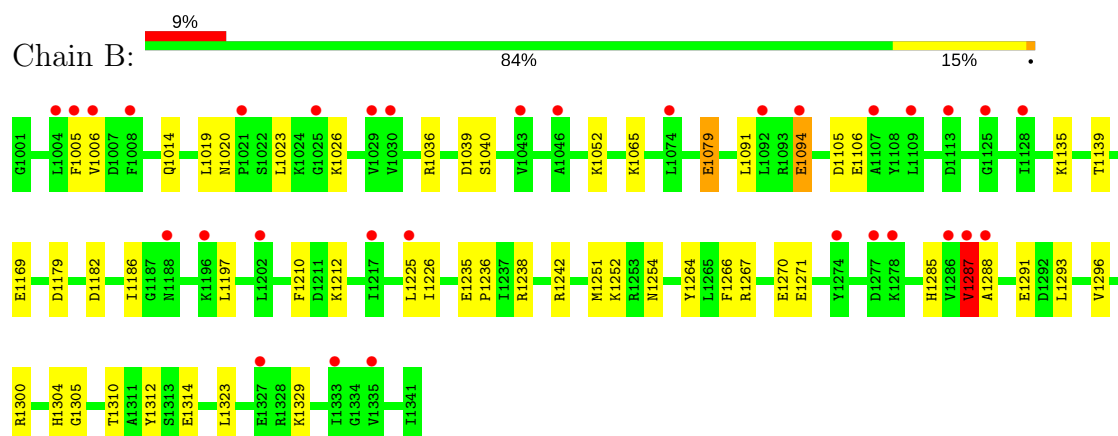 9%
Chain B:
84% 15% •
G1001 L1004 F1005 V1006 D1007 F1008 Q1014 L1019 N1020 P1021 S1022 L1023 K1024 G1025 K1026 V1029 V1030 R1036 D1039 S1040 V1043 A1046 K1052 K1065 L1074 E1079 L1091 L1092 R1093 E1094 D1105 E1106 A1107 Y1108 L1109 D1113 G1125 I1128 K1135 T1139
E1169 D1179 D1182 I1186 G1187 N1188 K1196 L1197 L1202 F1210 D1211 K1212 I1217 L1225 I1226 E1235 P1236 I1237 R1238 R1242 M1251 K1252 R1253 N1254 Y1264 L1265 F1266 R1267 E1270 E1271 Y1274 D1277 K1278 H1285 V1286 V1287 A1288 E1291 D1292 L1293 V1296
R1300 H1304 G1305 T1310 A1311 Y1312 S1313 E1314 L1323 E1327 R1328 K1329 I1333 G1334 V1335 I1341